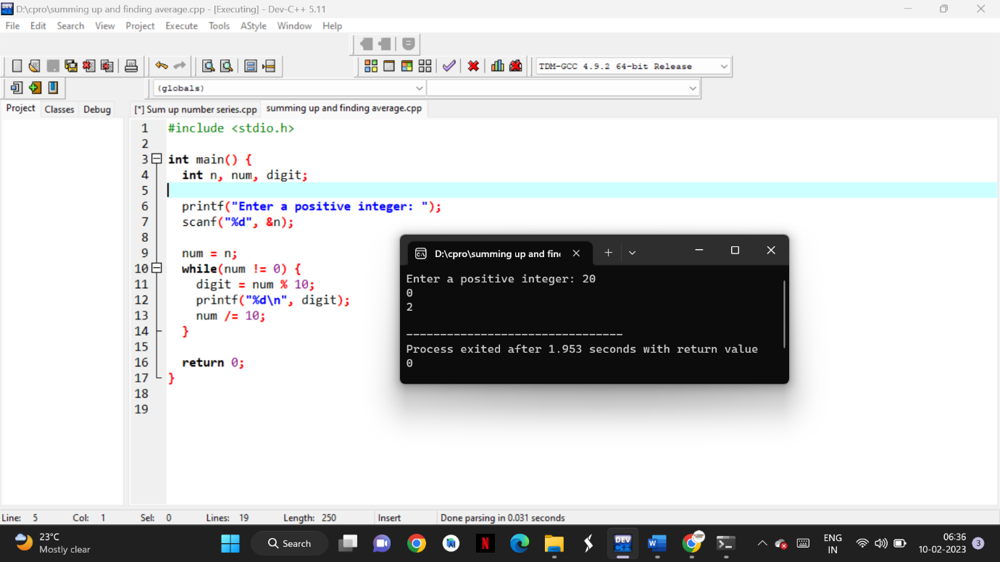 D:\cpro\summing up and finding average.cpp - [Executing] - Dev-C++ 5.11
File Edit Search View Project Execute Tools AStyle Window Help
TDM-GCC 4.9.2 64-bit Release
(globals)
Project Classes Debug
[*] Sum up number series.cpp summing up and finding average.cpp
1 #include <stdio.h>
2
3 int main() {
4 int n, num, digit;
5
6 printf("Enter a positive integer: ");
7 scanf("%d", &n);
8
9 num = n;
10 while(num != 0) {
11 digit = num % 10;
12 printf("%d\n", digit);
13 num /= 10;
14 }
15
16 return 0;
17 }
18
19
D:\cpro\summing up and fin
Enter a positive integer: 20
0
2
--------------------------------
Process exited after 1.953 seconds with return value
0
Line: 5 Col: 1 Sel: 0 Lines: 19 Length: 250 Insert Done parsing in 0.031 seconds
23°C
Mostly clear
Search
DEV
C++
ENG
IN
06:36
10-02-2023
3